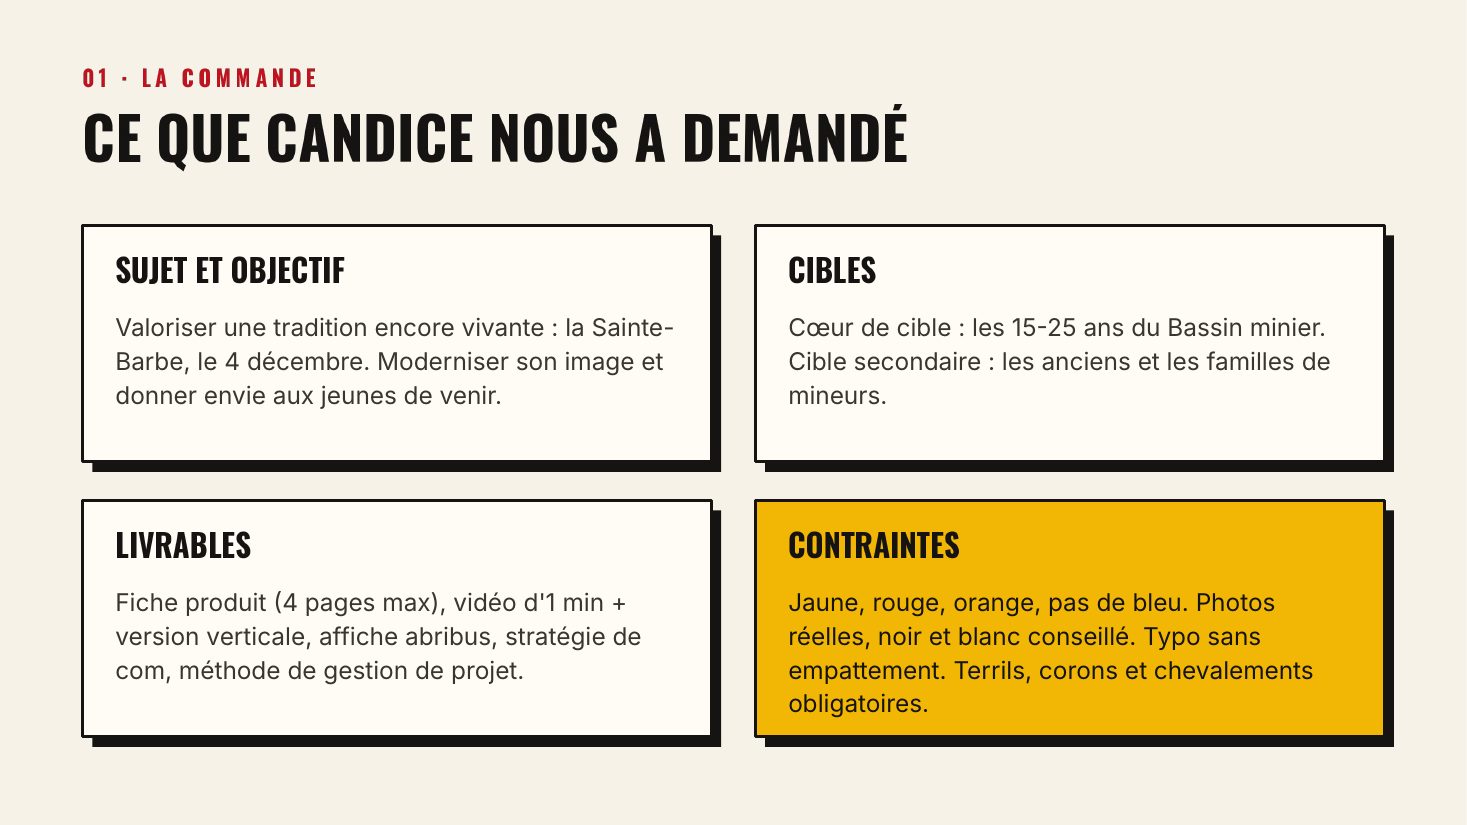 01 · LA COMMANDE
CE QUE CANDICE NOUS A DEMANDÉ
SUJET ET OBJECTIF
Valoriser une tradition encore vivante : la Sainte-
Barbe, le 4 décembre. Moderniser son image et
donner envie aux jeunes de venir.
CIBLES
Cœur de cible : les 15-25 ans du Bassin minier.
Cible secondaire : les anciens et les familles de
mineurs.
LIVRABLES
Fiche produit (4 pages max), vidéo d'1 min +
version verticale, affiche abribus, stratégie de
com, méthode de gestion de projet.
CONTRAINTES
Jaune, rouge, orange, pas de bleu. Photos
réelles, noir et blanc conseillé. Typo sans
empattement. Terrils, corons et chevalements
obligatoires.